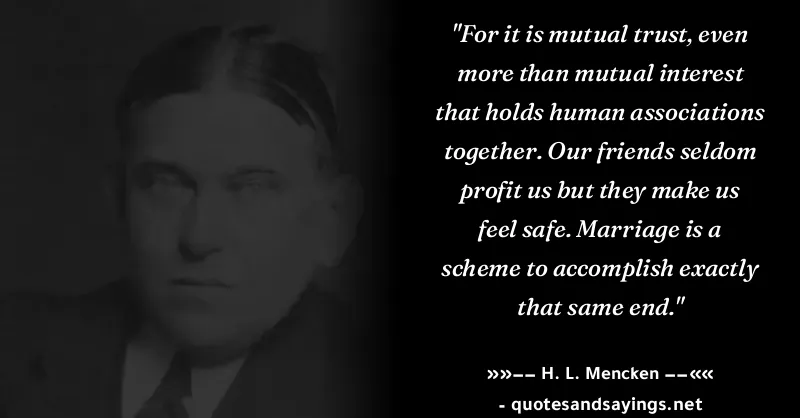 "For it is mutual trust, even
more than mutual interest
that holds human associations
together. Our friends seldom
profit us but they make us
feel safe. Marriage is a
scheme to accomplish exactly
that same end."
»»−− H. L. Mencken −−««
- quotesandsayings.net